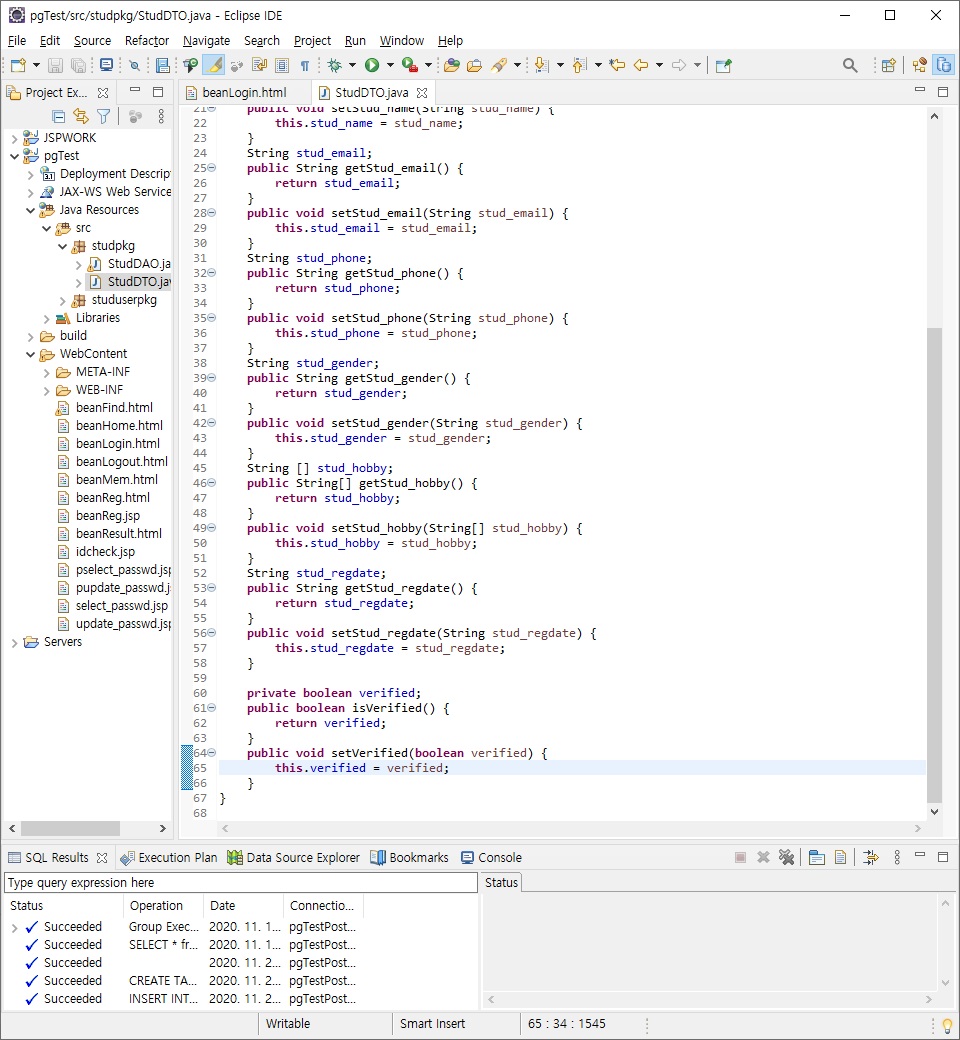 pgTest/src/studpkg/StudDTO.java - Eclipse IDE
File Edit Source Refactor Navigate Search Project Run Window Help
Project Ex...
beanLogin.html
StudDTO.java
JSPWORK
pgTest
Deployment Descrip
JAX-WS Web Service
Java Resources
src
studpkg
StudDAO.ja
StudDTO.jav
studuserpkg
Libraries
build
WebContent
META-INF
WEB-INF
beanFind.html
beanHome.html
beanLogin.html
beanLogout.html
beanMem.html
beanReg.html
beanReg.jsp
beanResult.html
idcheck.jsp
pselect_passwd.jsp
pupdate_passwd.j
select_passwd.jsp
update_passwd.jsp
Servers
21 public void setStud_name(String stud_name) {
22 this.stud_name = stud_name;
23 }
24 String stud_email;
25 public String getStud_email() {
26 return stud_email;
27 }
28 public void setStud_email(String stud_email) {
29 this.stud_email = stud_email;
30 }
31 String stud_phone;
32 public String getStud_phone() {
33 return stud_phone;
34 }
35 public void setStud_phone(String stud_phone) {
36 this.stud_phone = stud_phone;
37 }
38 String stud_gender;
39 public String getStud_gender() {
40 return stud_gender;
41 }
42 public void setStud_gender(String stud_gender) {
43 this.stud_gender = stud_gender;
44 }
45 String [] stud_hobby;
46 public String[] getStud_hobby() {
47 return stud_hobby;
48 }
49 public void setStud_hobby(String[] stud_hobby) {
50 this.stud_hobby = stud_hobby;
51 }
52 String stud_regdate;
53 public String getStud_regdate() {
54 return stud_regdate;
55 }
56 public void setStud_regdate(String stud_regdate) {
57 this.stud_regdate = stud_regdate;
58 }
59
60 private boolean verified;
61 public boolean isVerified() {
62 return verified;
63 }
64 public void setVerified(boolean verified) {
65 this.verified = verified;
66 }
67 }
68
SQL Results Execution Plan Data Source Explorer Bookmarks Console
Type query expression here
Status
Status Operation Date Connectio...
Succeeded Group Exec... 2020. 11. 1... pgTestPost...
Succeeded SELECT * fr... 2020. 11. 1... pgTestPost...
Succeeded 2020. 11. 2... pgTestPost...
Succeeded CREATE TA... 2020. 11. 2... pgTestPost...
Succeeded INSERT INT... 2020. 11. 2... pgTestPost...
Writable Smart Insert 65 : 34 : 1545